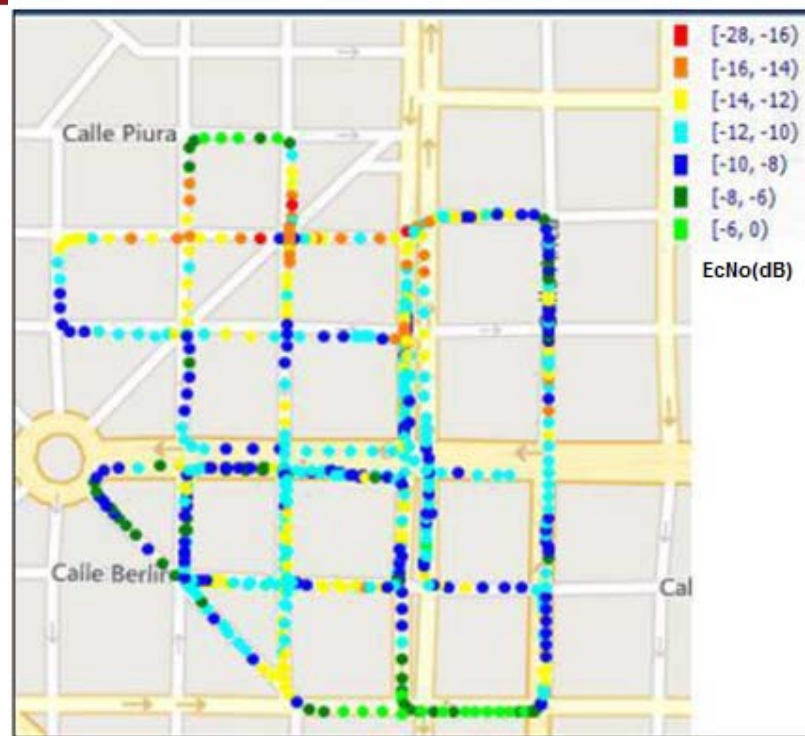 [-28, -16)
[-16, -14)
[-14, -12)
[-12, -10)
[-10, -8)
[-8, -6)
[-6, 0)
EcNo(dB)
Calle Piura
Calle Berlin
Cal